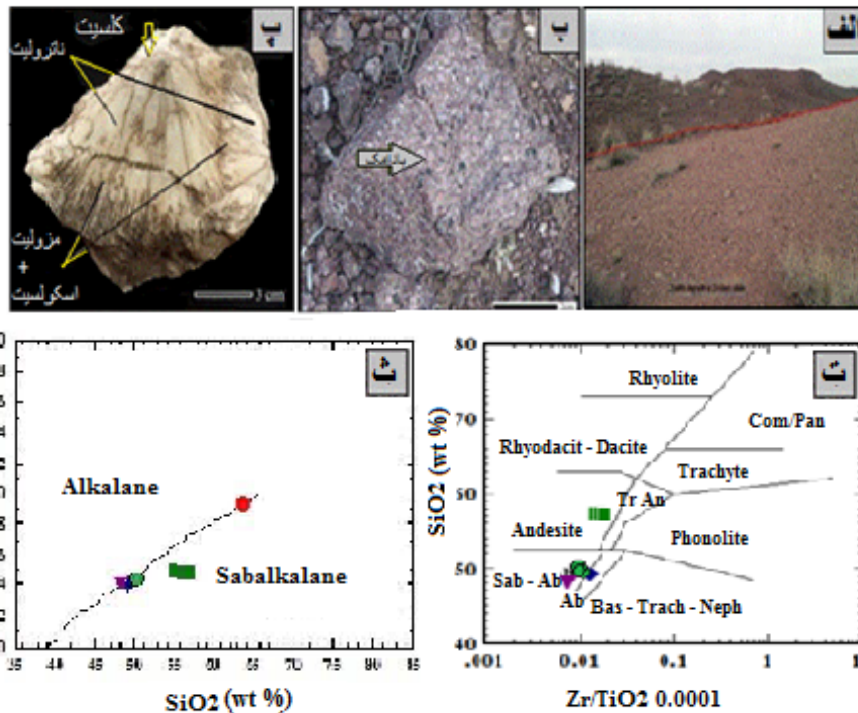 الف
ب
پ
کلسیت
ناترولیت
مزولیت
+
اسکولسیت
3 cm
ث
Alkalane
Sabalkalane
35 45 50 55 60 65 70 75 80 85
SiO2 (wt %)
ت
80
70
60
50
40
SiO2 (wt %)
Rhyolite
Com/Pan
Rhyodacit - Dacite
Trachyte
Tr An
Andesite
Phonolite
Sab - Ab
Ab
Bas - Trach - Neph
.001 0.01 0.1 1
Zr/TiO2 0.0001